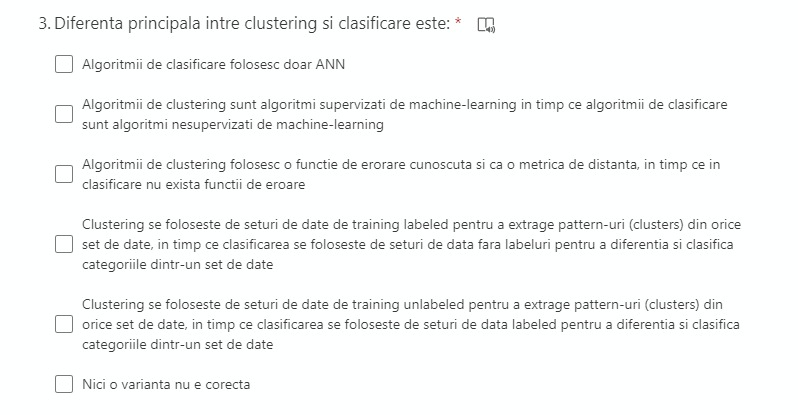 3. Diferenta principala intre clustering si clasificare este: *
Algoritmii de clasificare folosesc doar ANN
Algoritmii de clustering sunt algoritmi supervizati de machine-learning in timp ce algoritmii de clasificare
sunt algoritmi nesupervizati de machine-learning
Algoritmii de clustering folosesc o functie de erorare cunoscuta si ca o metrica de distanta, in timp ce in
clasificare nu exista functii de eroare
Clustering se foloseste de seturi de date de training labeled pentru a extrage pattern-uri (clusters) din orice
set de date, in timp ce clasificarea se foloseste de seturi de data fara labeluri pentru a diferentia si clasifica
categoriile dintr-un set de date
Clustering se foloseste de seturi de date de training unlabeled pentru a extrage pattern-uri (clusters) din
orice set de date, in timp ce clasificarea se foloseste de seturi de data labeled pentru a diferentia si clasifica
categoriile dintr-un set de date
Nici o varianta nu e corecta